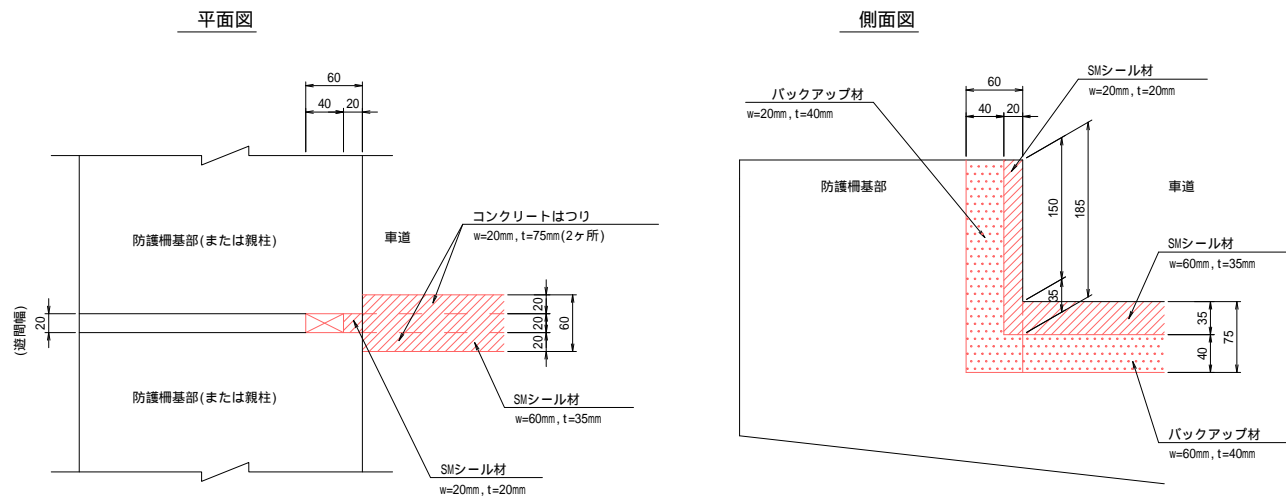 平面図
60
40 20
防護柵基部(または親柱)
コンクリートはつり
w=20mm, t=75mm(2ヶ所)
車道
20
(遊間幅)
20
20
20
60
防護柵基部(または親柱)
SMシール材
w=60mm, t=35mm
SMシール材
w=20mm, t=20mm
側面図
SMシール材
w=20mm, t=20mm
60
40 20
バックアップ材
w=20mm, t=40mm
防護柵基部
車道
150
185
35
SMシール材
w=60mm, t=35mm
35
40
75
バックアップ材
w=60mm, t=40mm